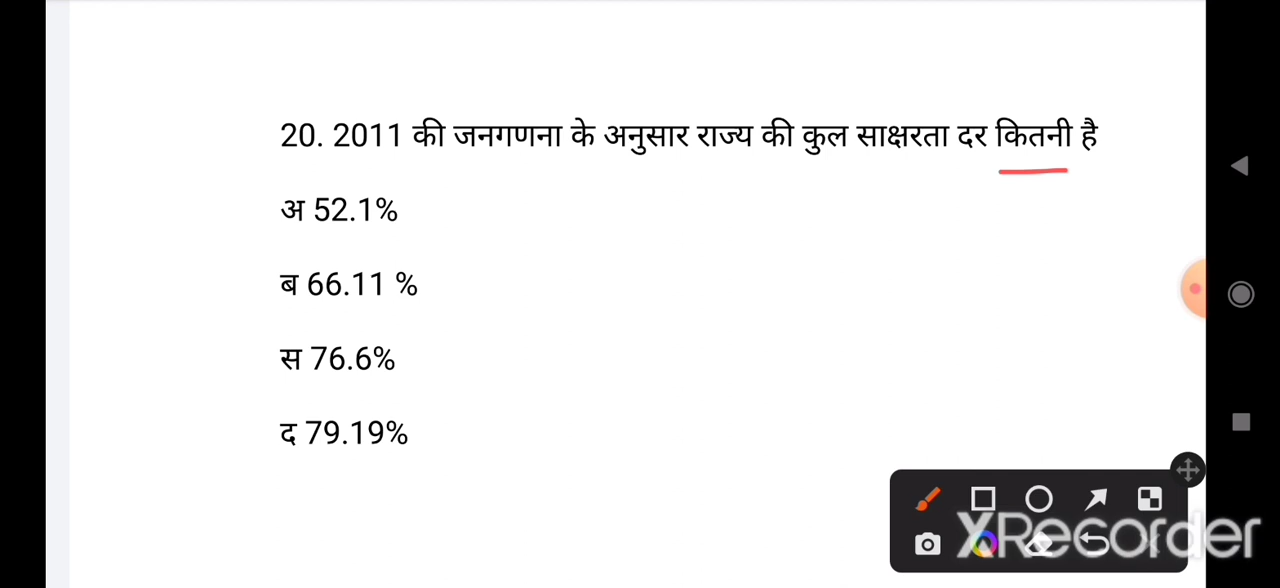 20. 2011 की जनगणना के अनुसार राज्य की कुल साक्षरता दर कितनी है
अ 52.1%
ब 66.11 %
स 76.6%
द 79.19%
XRecorder